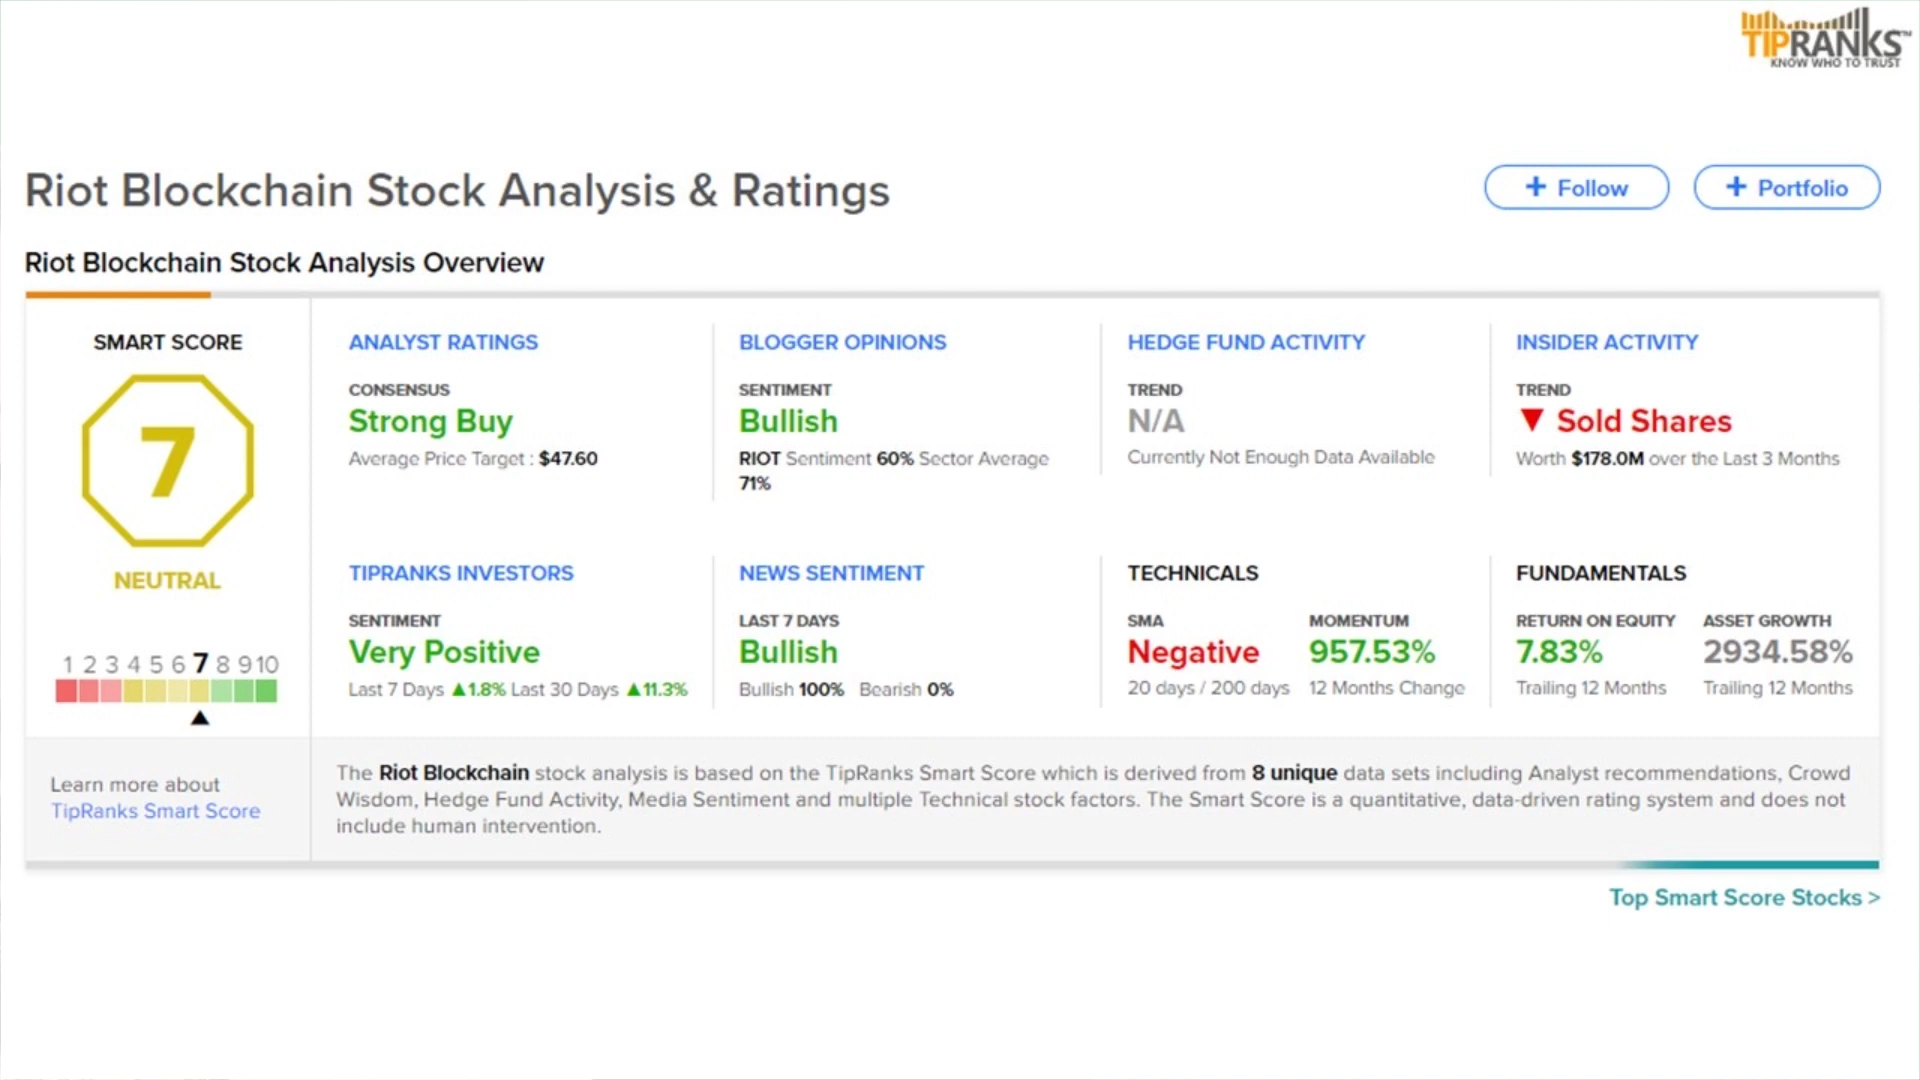 TIPRANKS™
KNOW WHO TO TRUST
Riot Blockchain Stock Analysis & Ratings
+ Follow
+ Portfolio
Riot Blockchain Stock Analysis Overview
SMART SCORE
7
NEUTRAL
1 2 3 4 5 6 7 8 9 10
ANALYST RATINGS
CONSENSUS
Strong Buy
Average Price Target : $47.60
BLOGGER OPINIONS
SENTIMENT
Bullish
RIOT Sentiment 60% Sector Average
71%
HEDGE FUND ACTIVITY
TREND
N/A
Currently Not Enough Data Available
INSIDER ACTIVITY
TREND
▼ Sold Shares
Worth $178.0M over the Last 3 Months
TIPRANKS INVESTORS
SENTIMENT
Very Positive
Last 7 Days ▲1.8% Last 30 Days ▲11.3%
NEWS SENTIMENT
LAST 7 DAYS
Bullish
Bullish 100% Bearish 0%
TECHNICALS
SMA
Negative
20 days / 200 days
MOMENTUM
957.53%
12 Months Change
FUNDAMENTALS
RETURN ON EQUITY
7.83%
Trailing 12 Months
ASSET GROWTH
2934.58%
Trailing 12 Months
Learn more about
TipRanks Smart Score
The Riot Blockchain stock analysis is based on the TipRanks Smart Score which is derived from 8 unique data sets including Analyst recommendations, Crowd
Wisdom, Hedge Fund Activity, Media Sentiment and multiple Technical stock factors. The Smart Score is a quantitative, data-driven rating system and does not
include human intervention.
Top Smart Score Stocks >